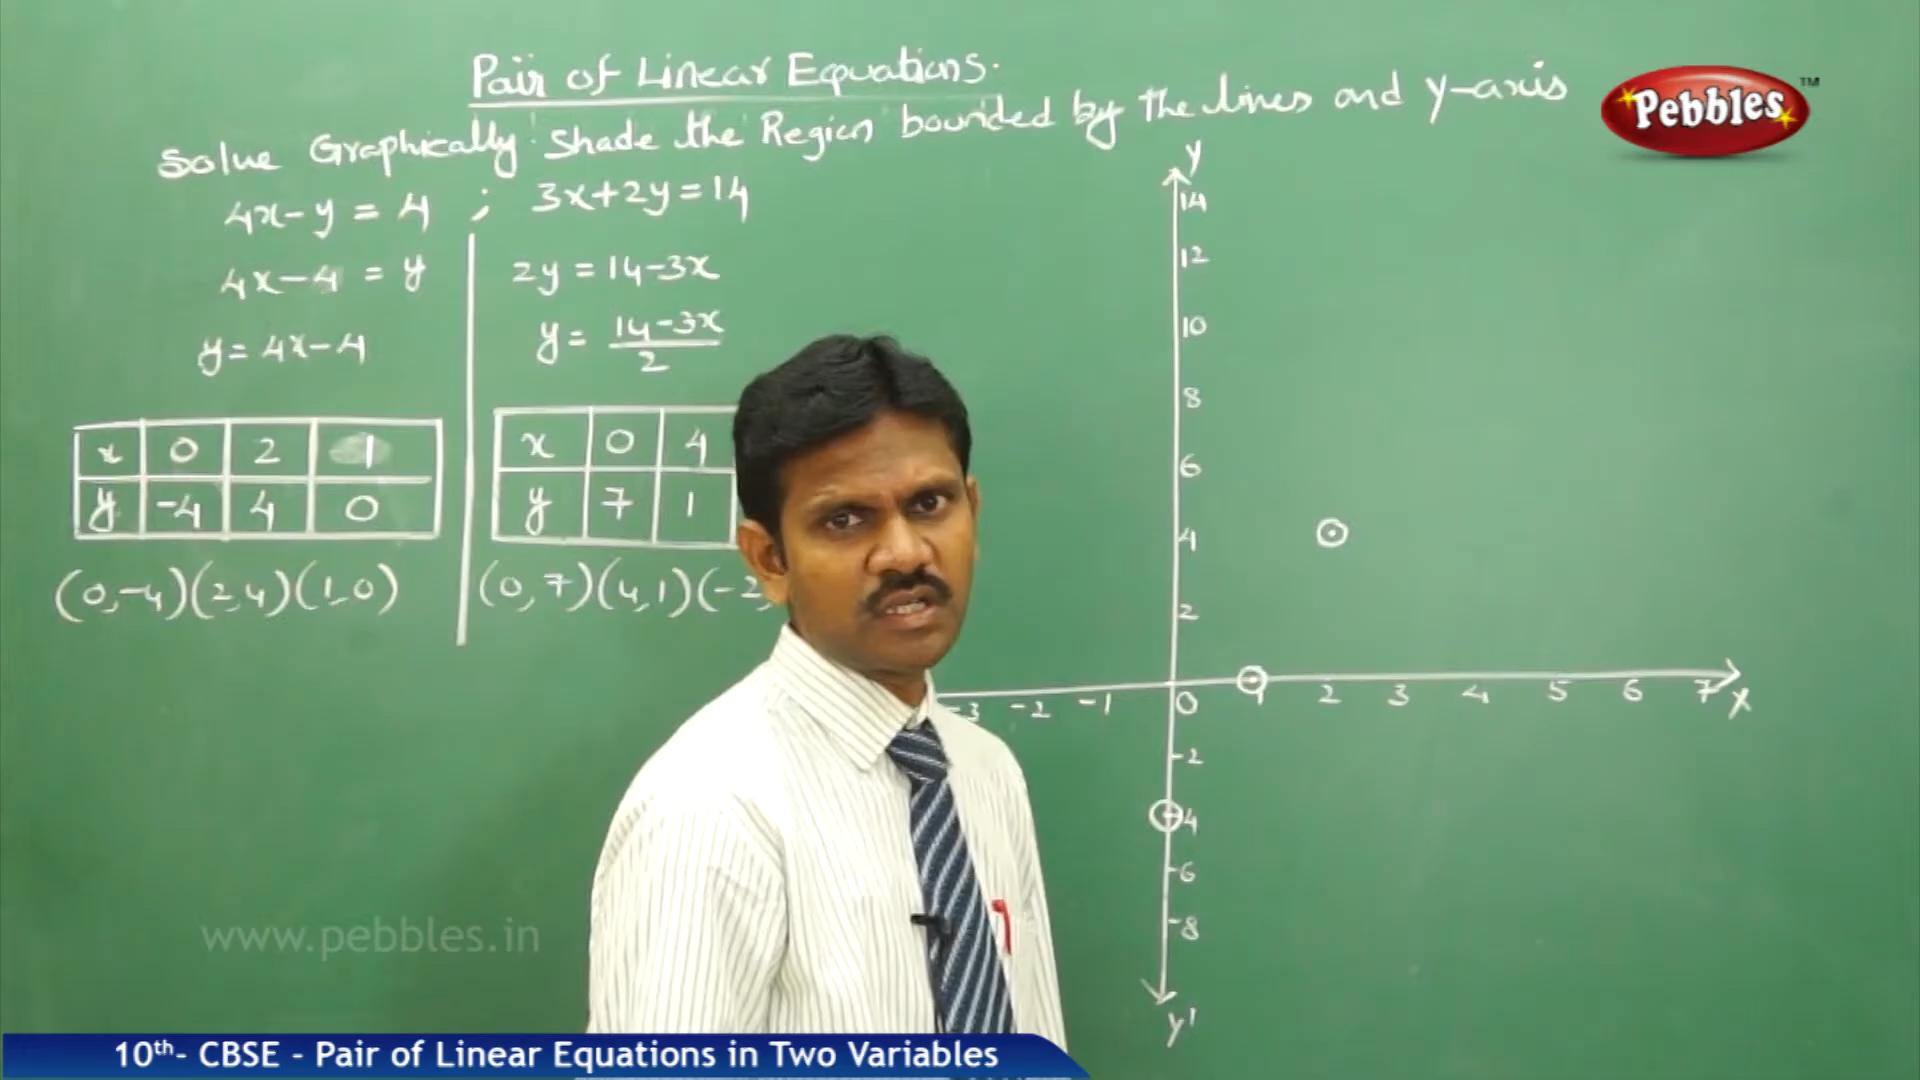 Pair of Linear Equations.
Solve Graphically. Shade the Region bounded by the lines and y-axis
4x-y = 4 ; 3x+2y=14
4x-4 = y
y= 4x-4
2y = 14-3x
y= 14-3x
2
x 0 2 1
y -4 4 0
(0,-4)(2,4)(1,0)
x 0 4
y 7 1
(0,7)(4,1)(-2,
y
14
12
10
8
6
4
2
-3 -2 -1 0 1 2 3 4 5 6 7 x
-2
-4
-6
-8
y'
Pebbles™
www.pebbles.in
10th- CBSE - Pair of Linear Equations in Two Variables